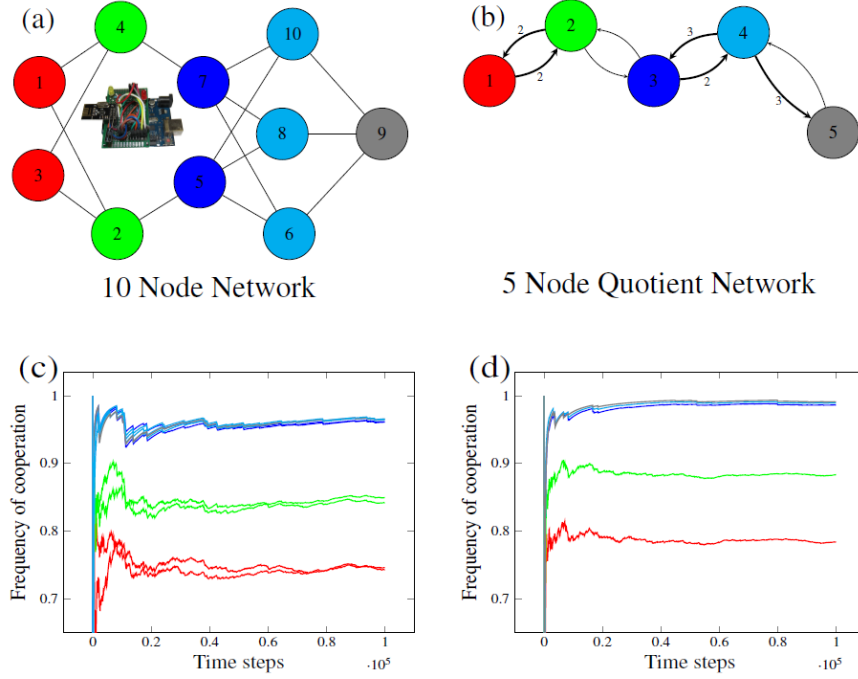 (a)
4
10
1
7
8
9
3
5
2
6
10 Node Network
(b)
2
4
2
3
1
2
3
2
3
5
5 Node Quotient Network
(c)
1
0.9
0.8
0.7
Frequency of cooperation
0 0.2 0.4 0.6 0.8 1
Time steps
·10⁵
(d)
1
0.9
0.8
0.7
Frequency of cooperation
0 0.2 0.4 0.6 0.8 1
Time steps
·10⁵